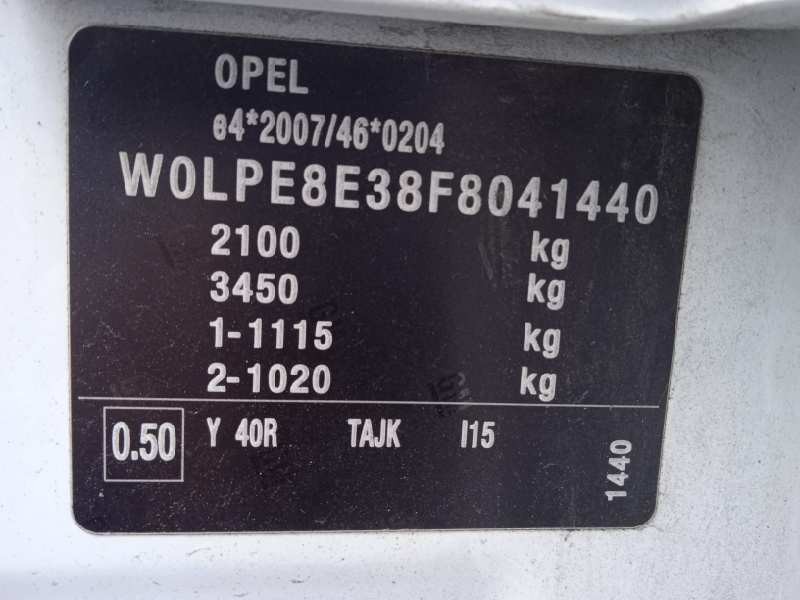 OPEL
e4*2007/46*0204
W0LPE8E38F8041440
2100 kg
3450 kg
1-1115 kg
2-1020 kg
0.50 Y 40R TAJK I15
1440